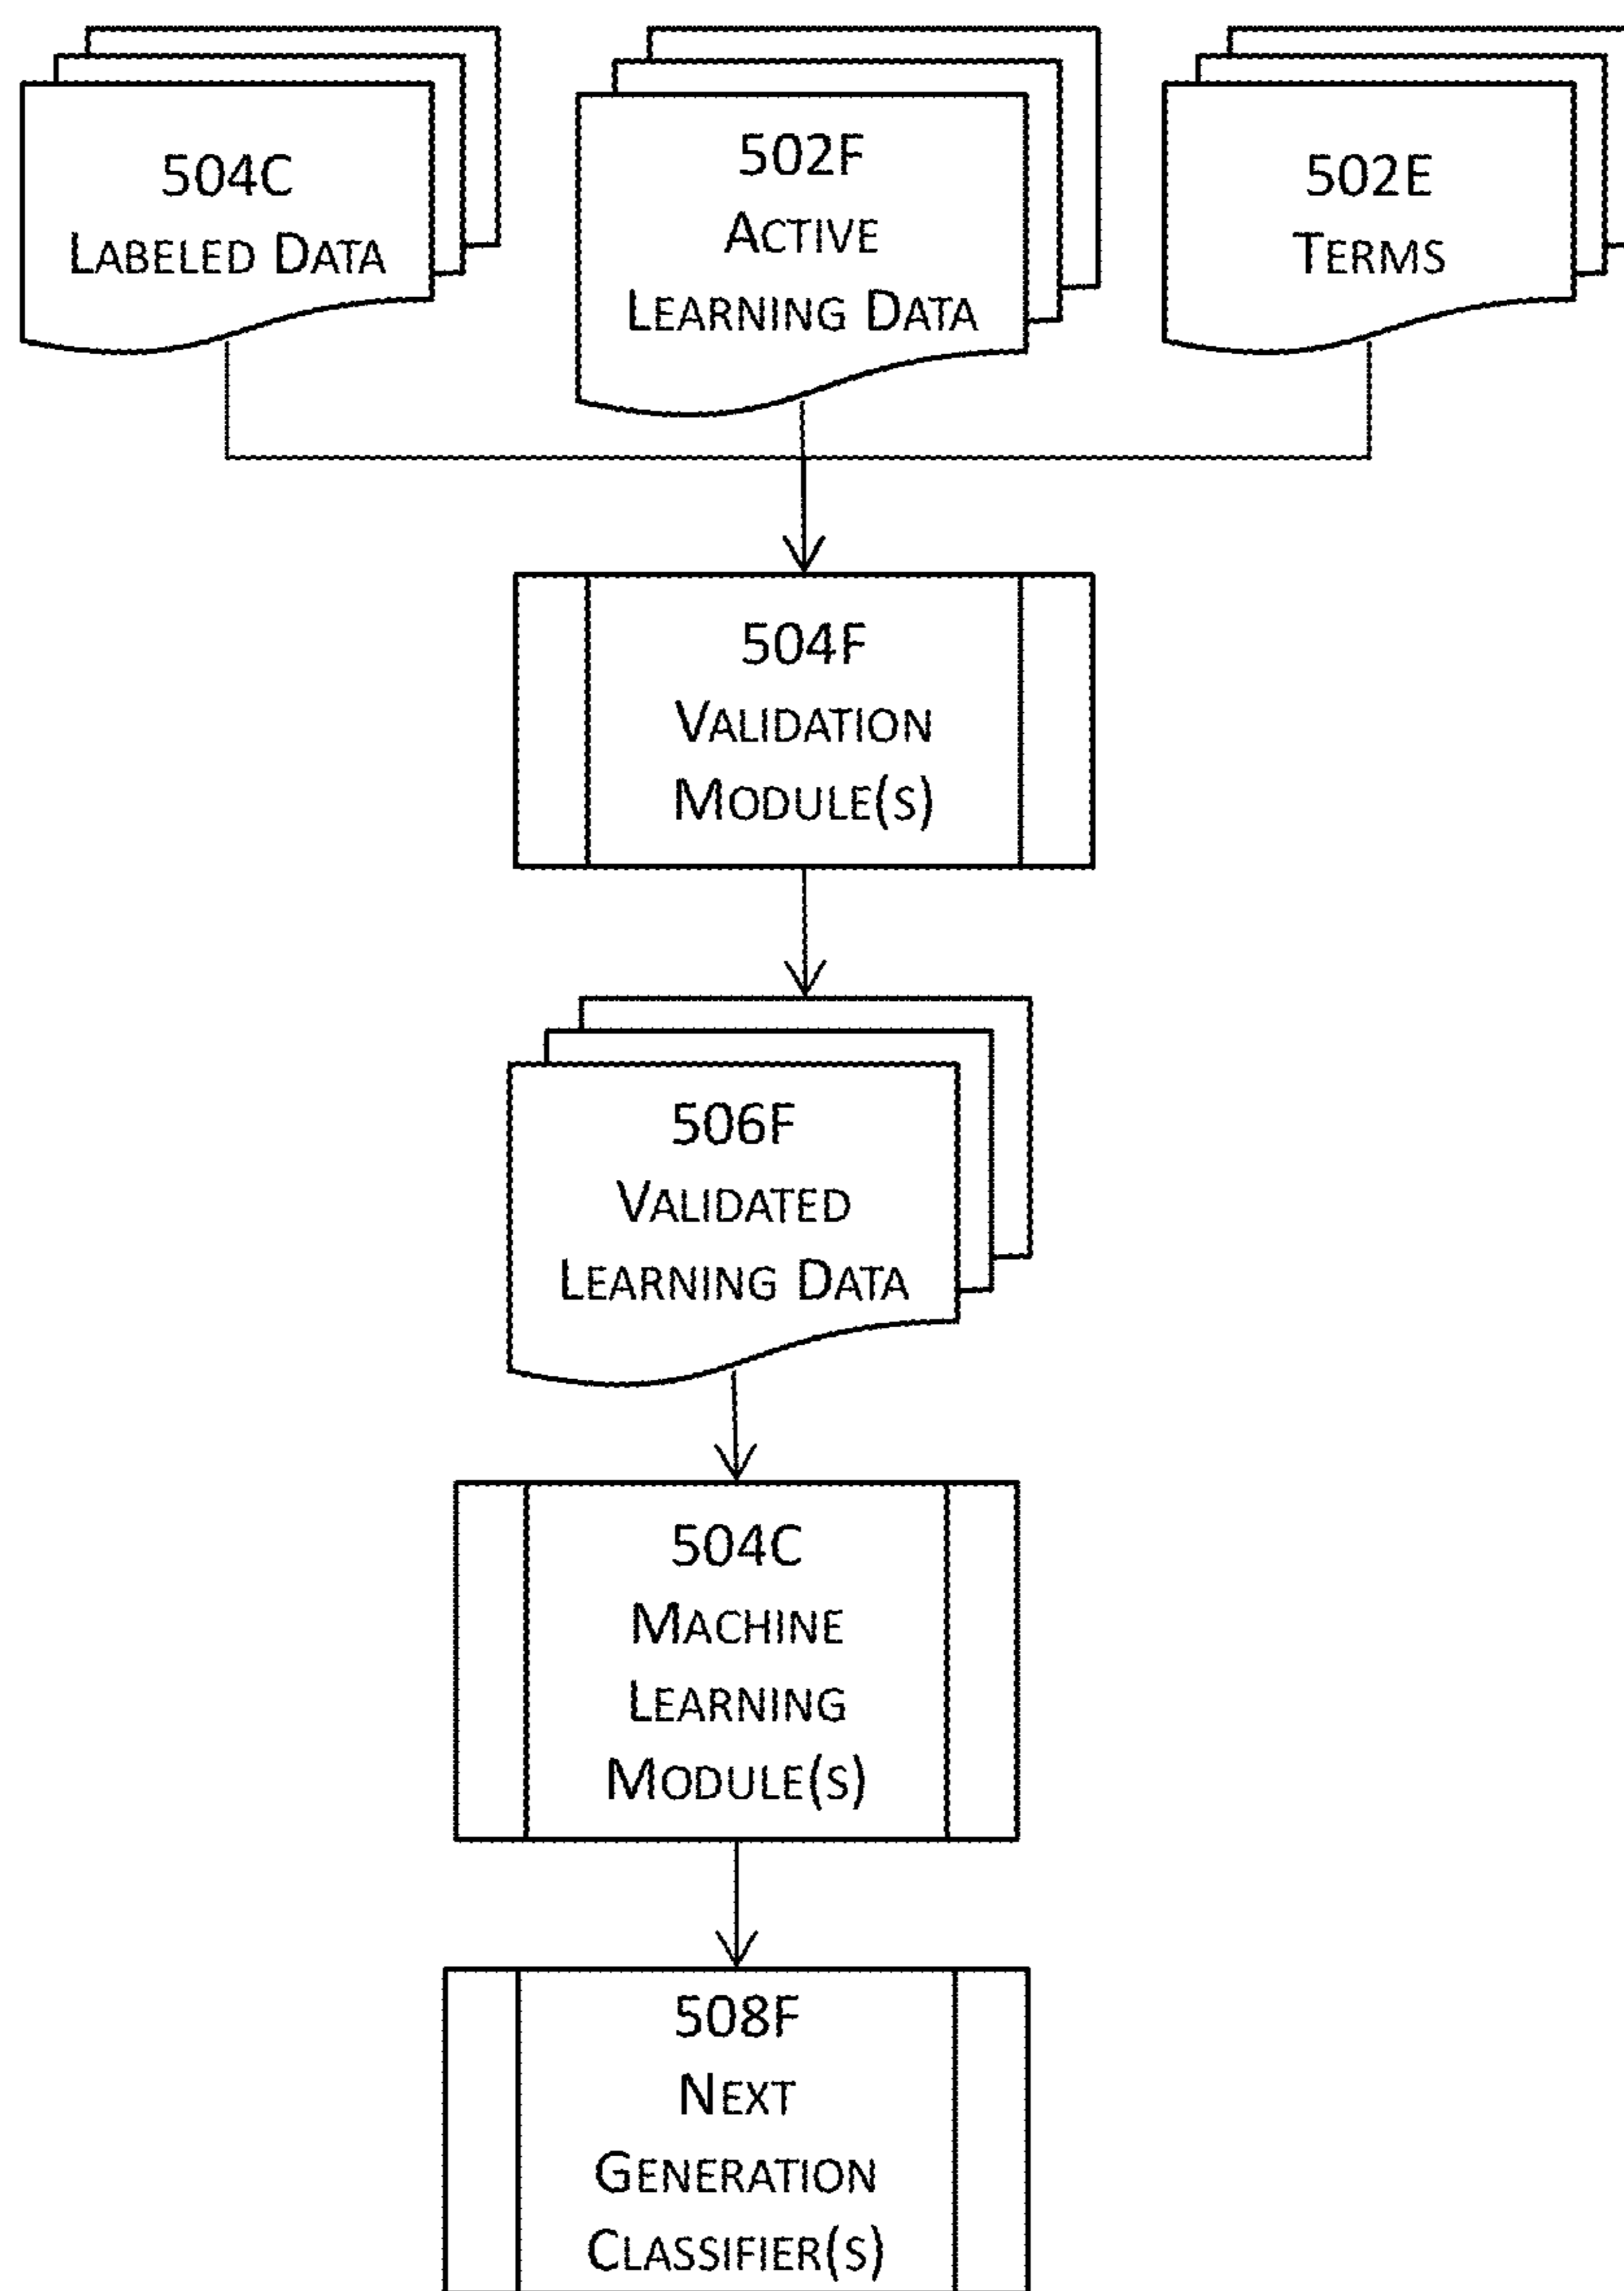 504C
LABELED DATA
502F
ACTIVE
LEARNING DATA
502E
TERMS
504F
VALIDATION
MODULE(S)
506F
VALIDATED
LEARNING DATA
504C
MACHINE
LEARNING
MODULE(S)
508F
NEXT
GENERATION
CLASSIFIER(S)